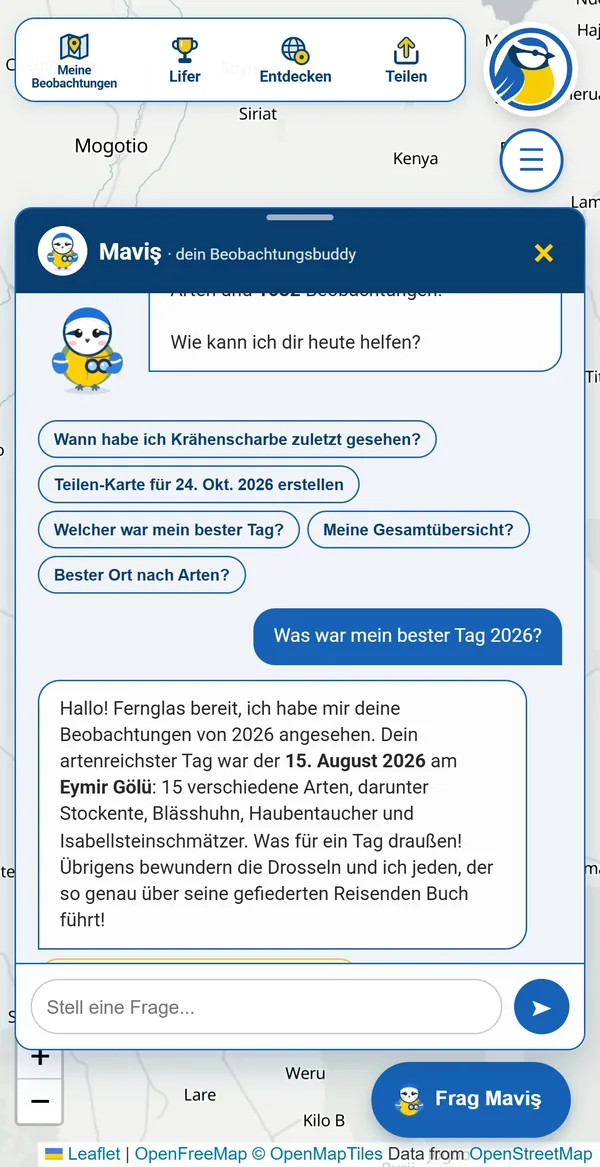 Meine
Beobachtungen
Lifer
Entdecken
Teilen
Siriat
Mogotio
Kenya
Lam
Maviş · dein Beobachtungsbuddy
Wie kann ich dir heute helfen?
Wann habe ich Krähenscharbe zuletzt gesehen?
Teilen-Karte für 24. Okt. 2026 erstellen
Welcher war mein bester Tag?
Meine Gesamtübersicht?
Bester Ort nach Arten?
Was war mein bester Tag 2026?
Hallo! Fernglas bereit, ich habe mir deine
Beobachtungen von 2026 angesehen. Dein
artenreichster Tag war der 15. August 2026 am
Eymir Gölü: 15 verschiedene Arten, darunter
Stockente, Blässhuhn, Haubentaucher und
Isabellsteinschmätzer. Was für ein Tag draußen!
Übrigens bewundern die Drosseln und ich jeden, der
so genau über seine gefiederten Reisenden Buch
führt!
Stell eine Frage...
+
−
Weru
Lare
Kilo B
Frag Maviş
Leaflet | OpenFreeMap © OpenMapTiles Data from OpenStreetMap